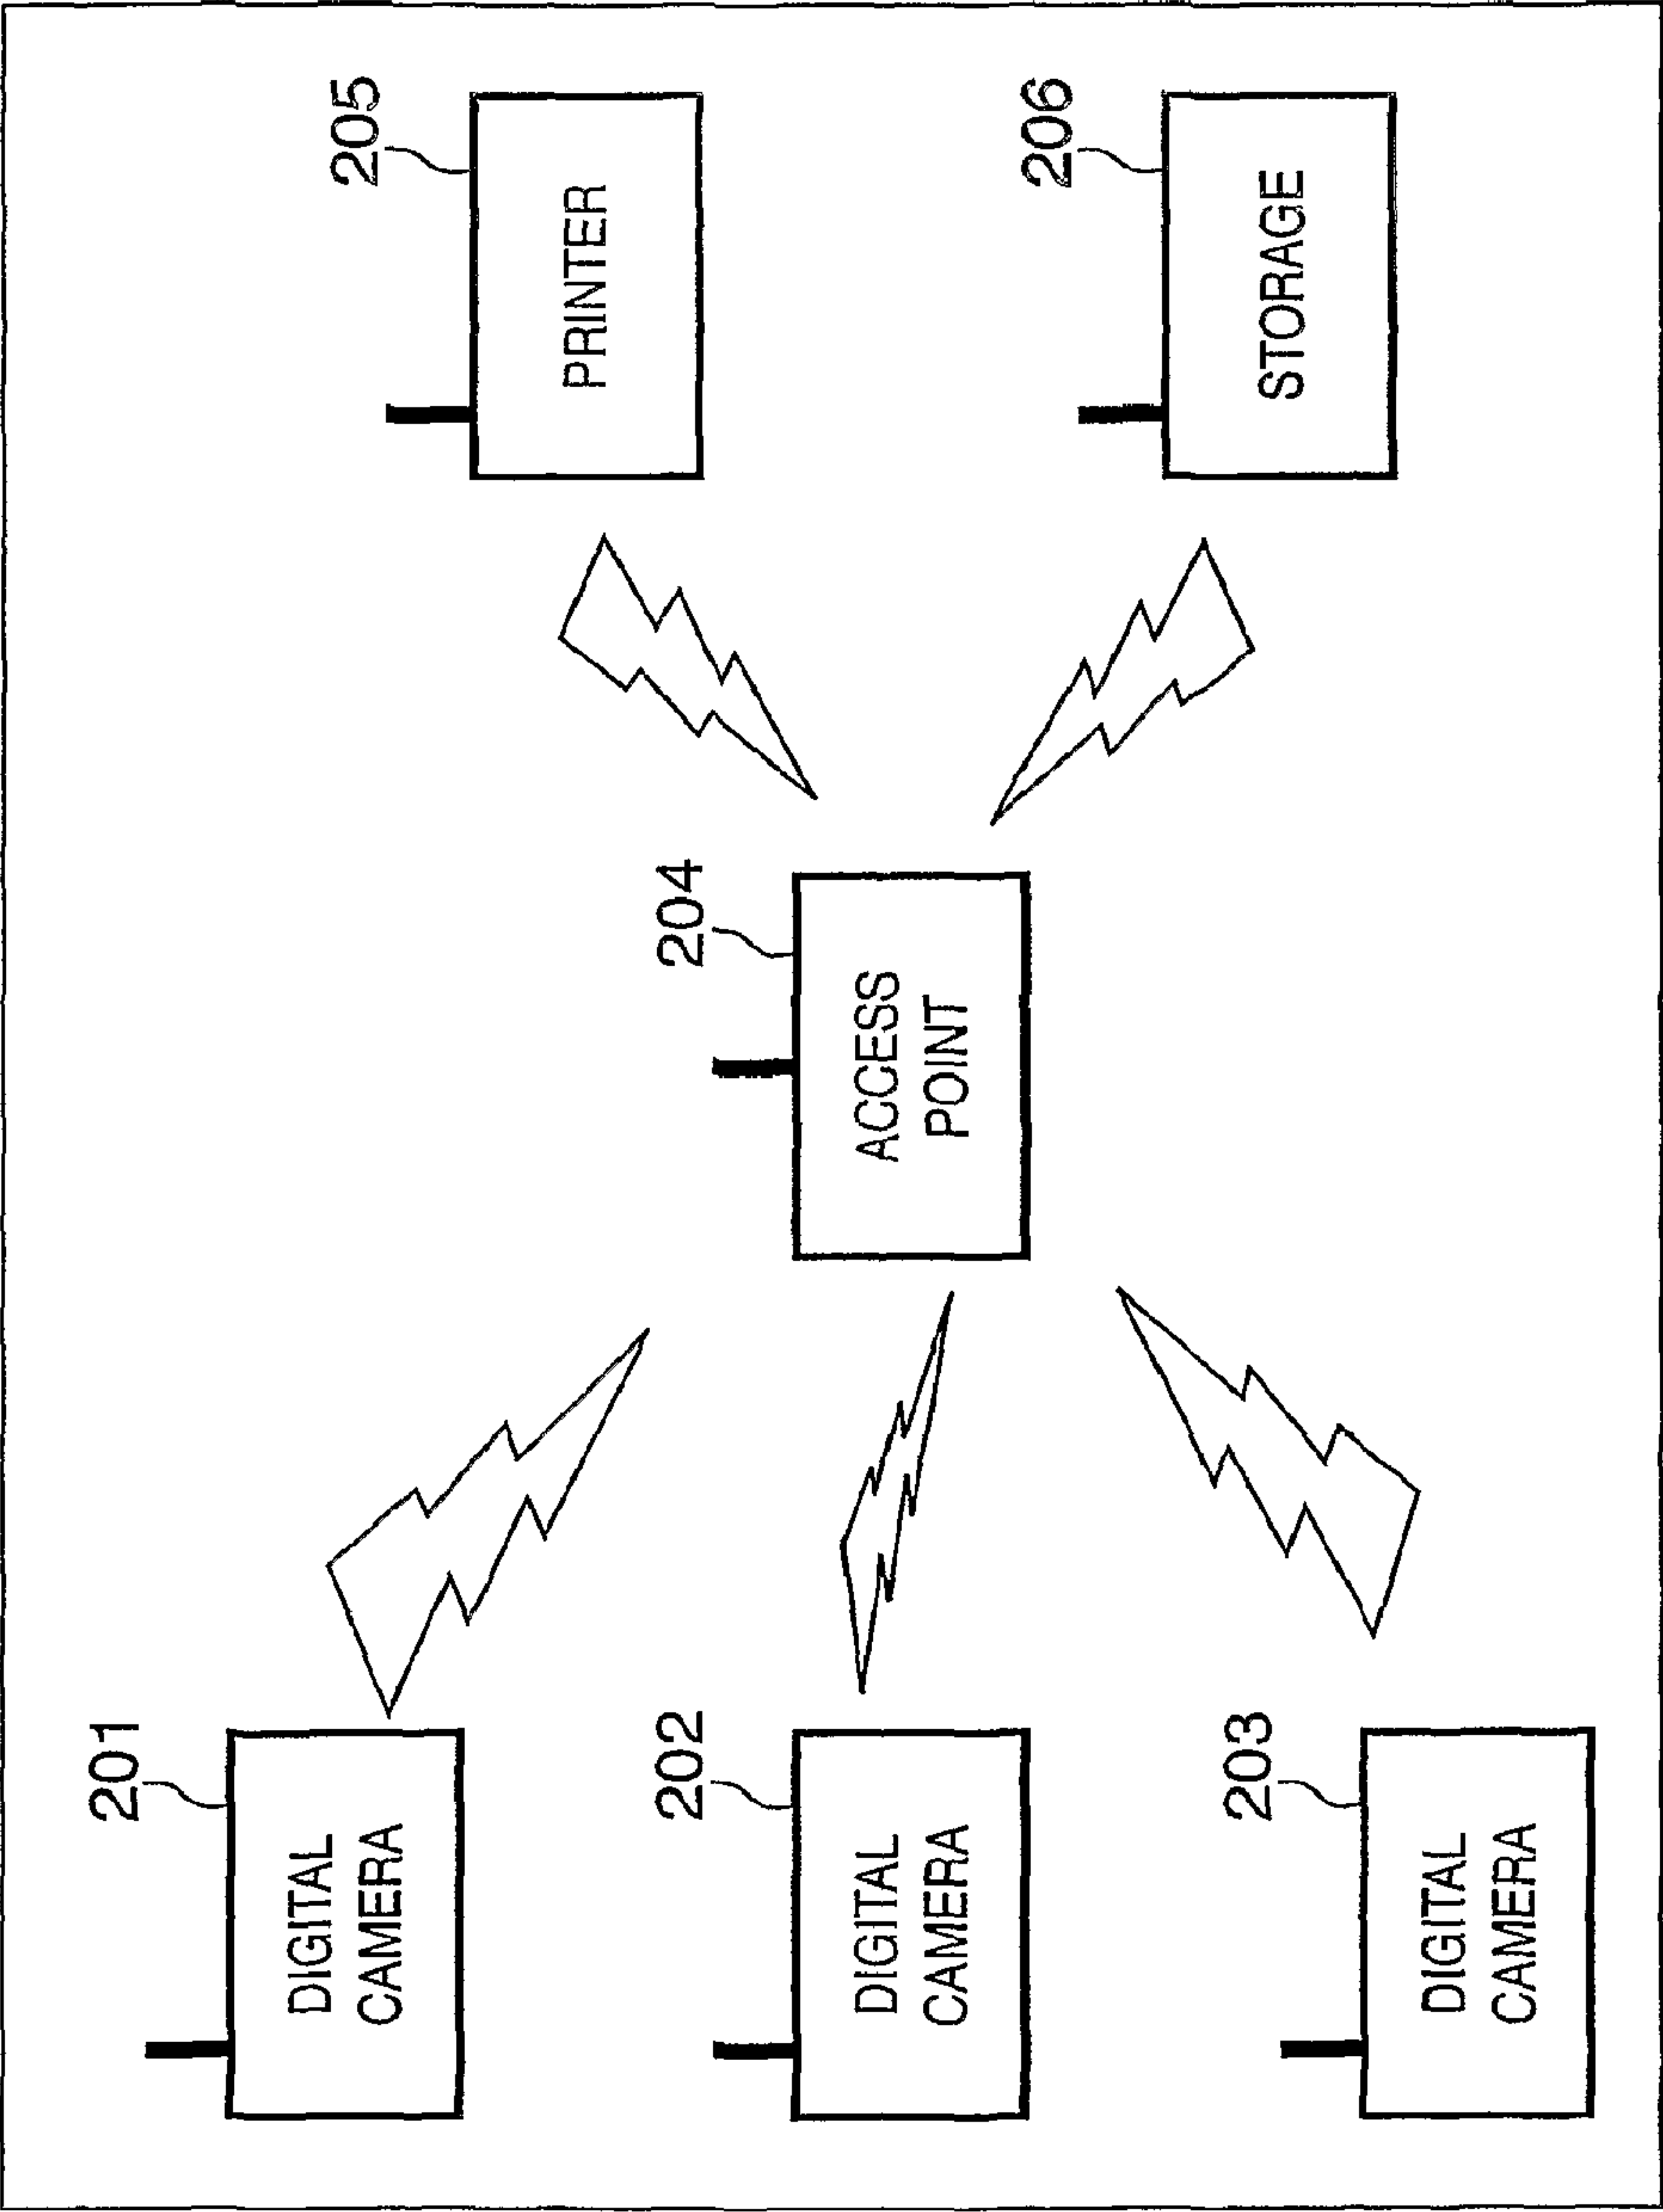 201
DIGITAL
CAMERA
202
DIGITAL
CAMERA
203
DIGITAL
CAMERA
204
ACCESS
POINT
205
PRINTER
206
STORAGE